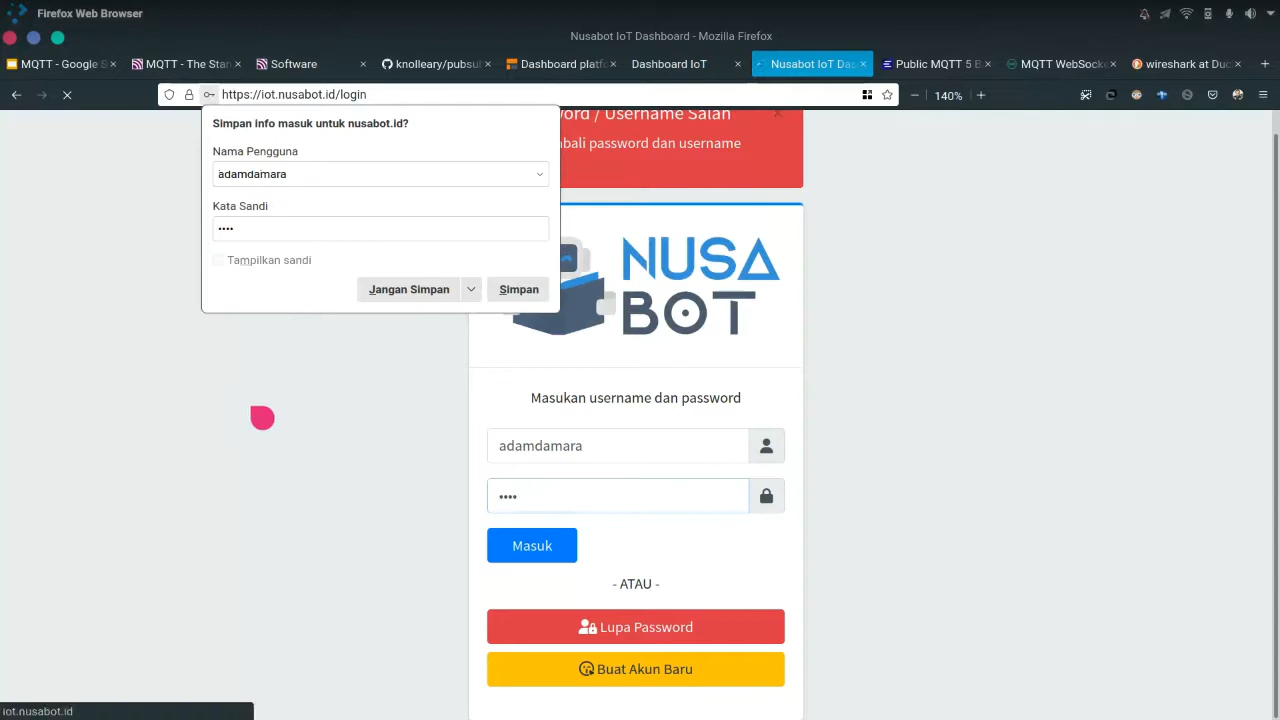 Firefox Web Browser
Nusabot IoT Dashboard - Mozilla Firefox
MQTT - Google S
MQTT - The Stan
Software
knolleary/pubsul
Dashboard platfo
Dashboard IoT
Nusabot IoT Das
Public MQTT 5 B
MQTT WebSocke
wireshark at Duc
https://iot.nusabot.id/login
140%
Simpan info masuk untuk nusabot.id?
Nama Pengguna
adamdamara
Kata Sandi
••••
Tampilkan sandi
Jangan Simpan
Simpan
word / Username Salah
bali password dan username
NUSA
BOT
Masukan username dan password
adamdamara
••••
Masuk
- ATAU -
Lupa Password
Buat Akun Baru
iot.nusabot.id